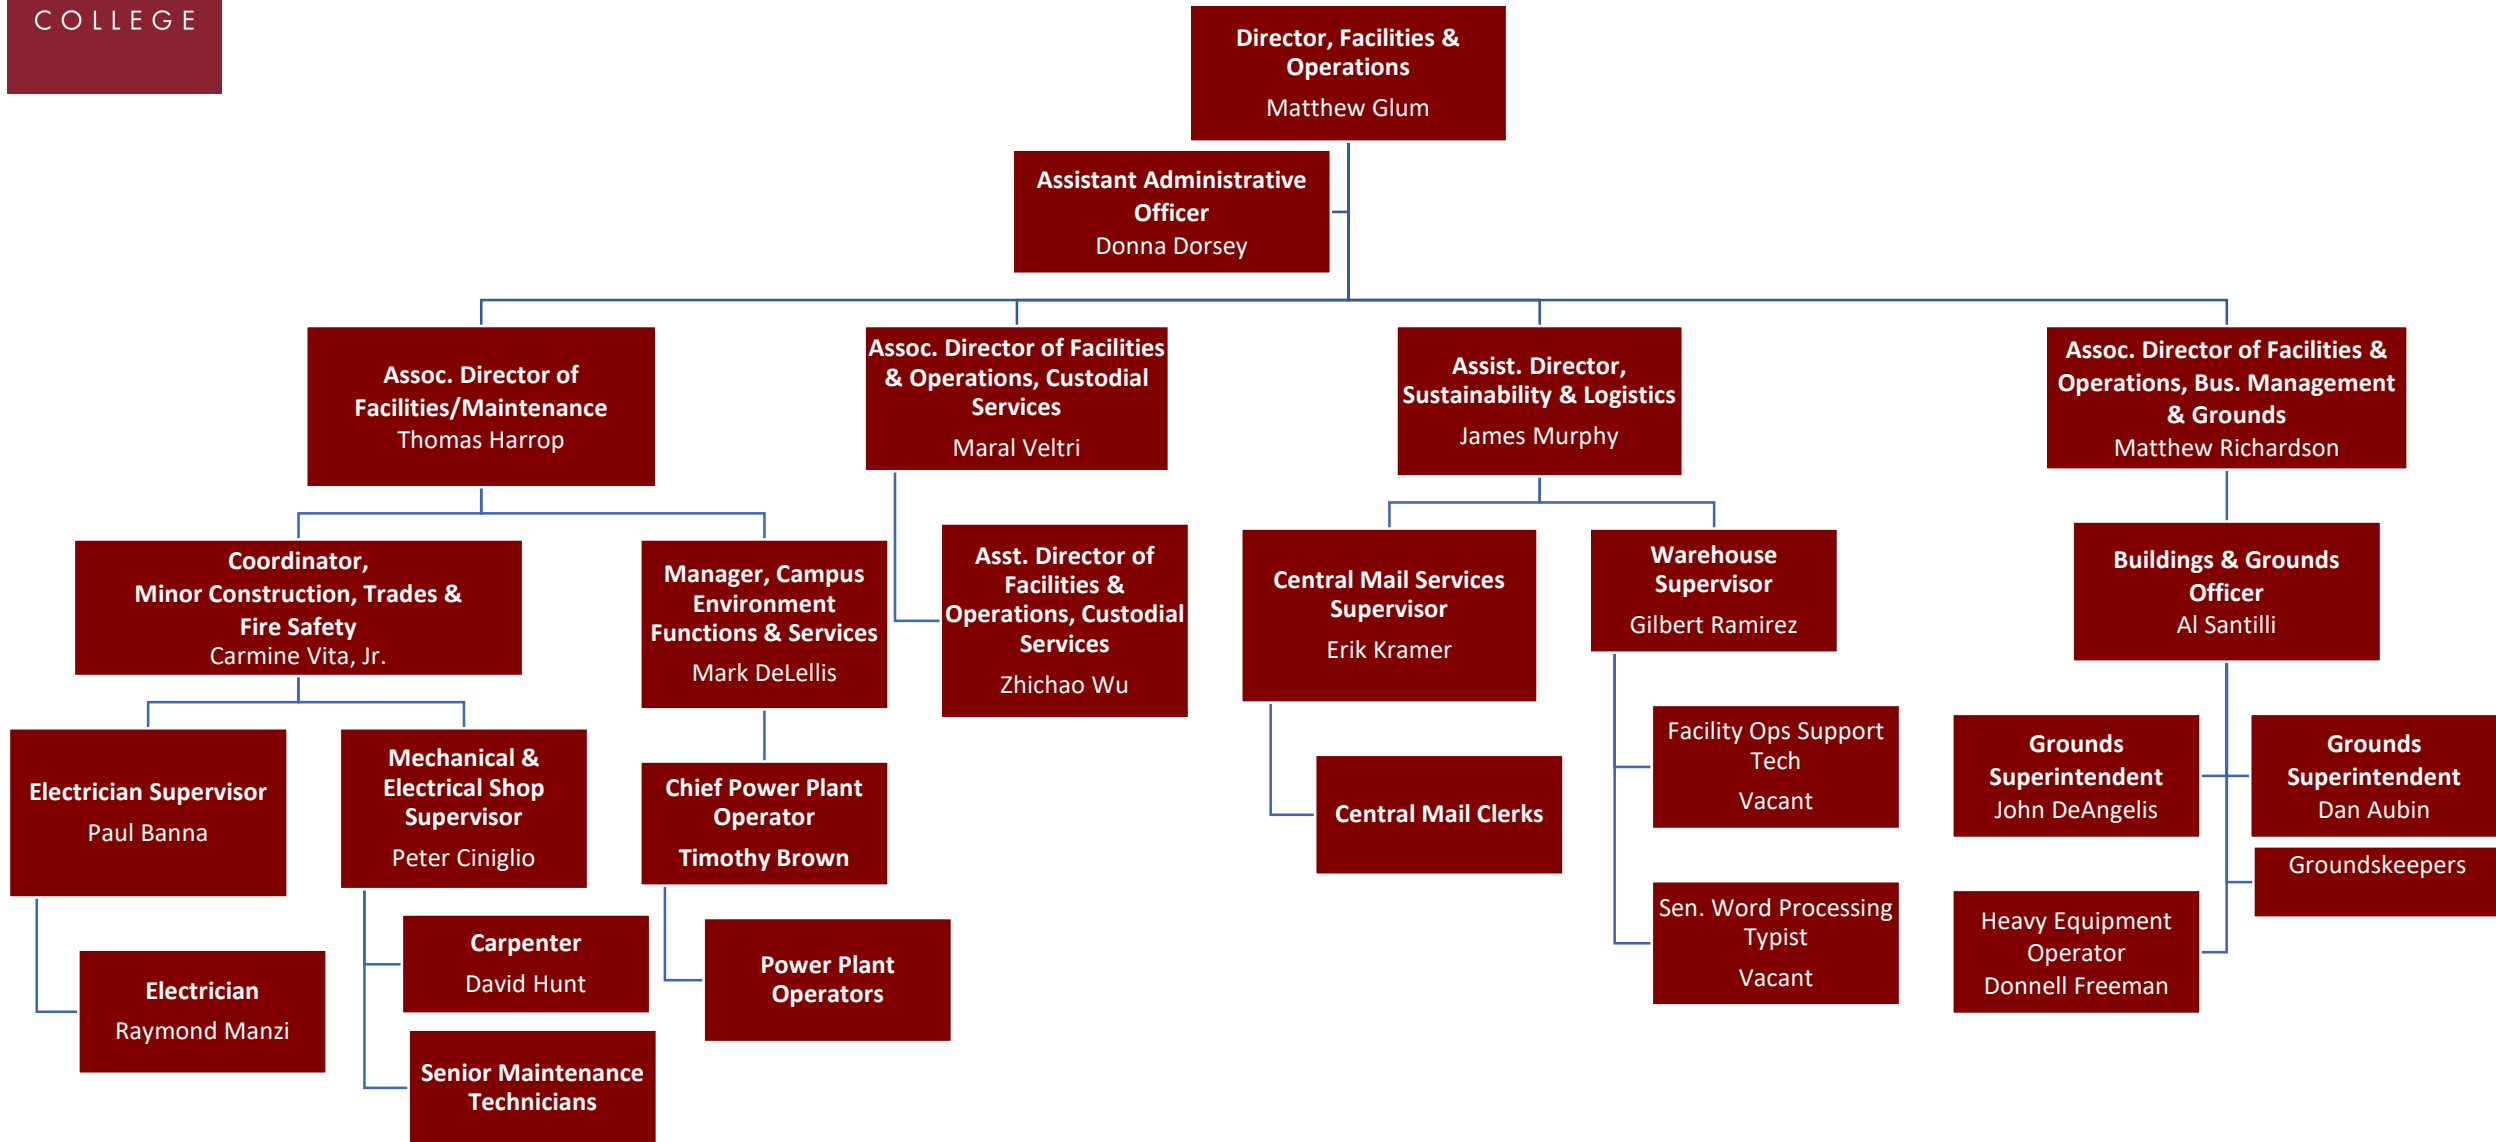 COLLEGE
Director, Facilities &
Operations
Matthew Glum
Assistant Administrative
Officer
Donna Dorsey
Assoc. Director of
Facilities/Maintenance
Thomas Harrop
Assoc. Director of Facilities
& Operations, Custodial
Services
Maral Veltri
Assist. Director,
Sustainability & Logistics
James Murphy
Assoc. Director of Facilities &
Operations, Bus. Management
& Grounds
Matthew Richardson
Coordinator,
Minor Construction, Trades &
Fire Safety
Carmine Vita, Jr.
Manager, Campus
Environment
Functions & Services
Mark DeLellis
Asst. Director of
Facilities &
Operations, Custodial
Services
Zhichao Wu
Central Mail Services
Supervisor
Erik Kramer
Warehouse
Supervisor
Gilbert Ramirez
Buildings & Grounds
Officer
Al Santilli
Electrician Supervisor
Paul Banna
Mechanical &
Electrical Shop
Supervisor
Peter Ciniglio
Chief Power Plant
Operator
Timothy Brown
Central Mail Clerks
Facility Ops Support
Tech
Vacant
Grounds
Superintendent
John DeAngelis
Grounds
Superintendent
Dan Aubin
Groundskeepers
Electrician
Raymond Manzi
Carpenter
David Hunt
Senior Maintenance
Technicians
Power Plant
Operators
Sen. Word Processing
Typist
Vacant
Heavy Equipment
Operator
Donnell Freeman